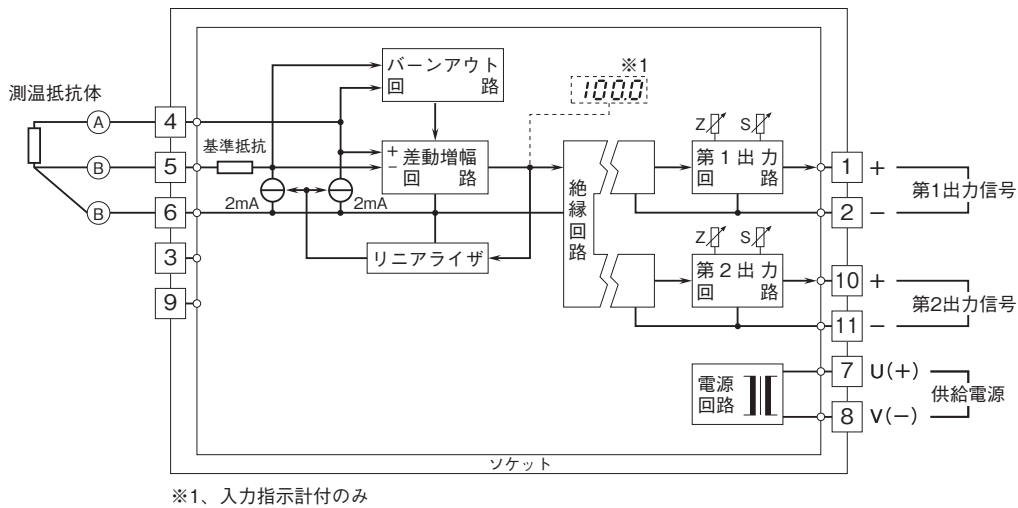 ※1
100.0
バーンアウト
回 路
測温抵抗体
A
4
B
5
基準抵抗
B
6
3
9
2mA
2mA
+
−
差動増幅
回 路
リニアライザ
絶縁回路
Z
S
第1出力
回 路
1
+
2
−
第1出力信号
Z
S
第2出力
回 路
10
+
11
−
第2出力信号
電源
回路
7
U(+)
8
V(−)
供給電源
ソケット
※1、入力指示計付のみ